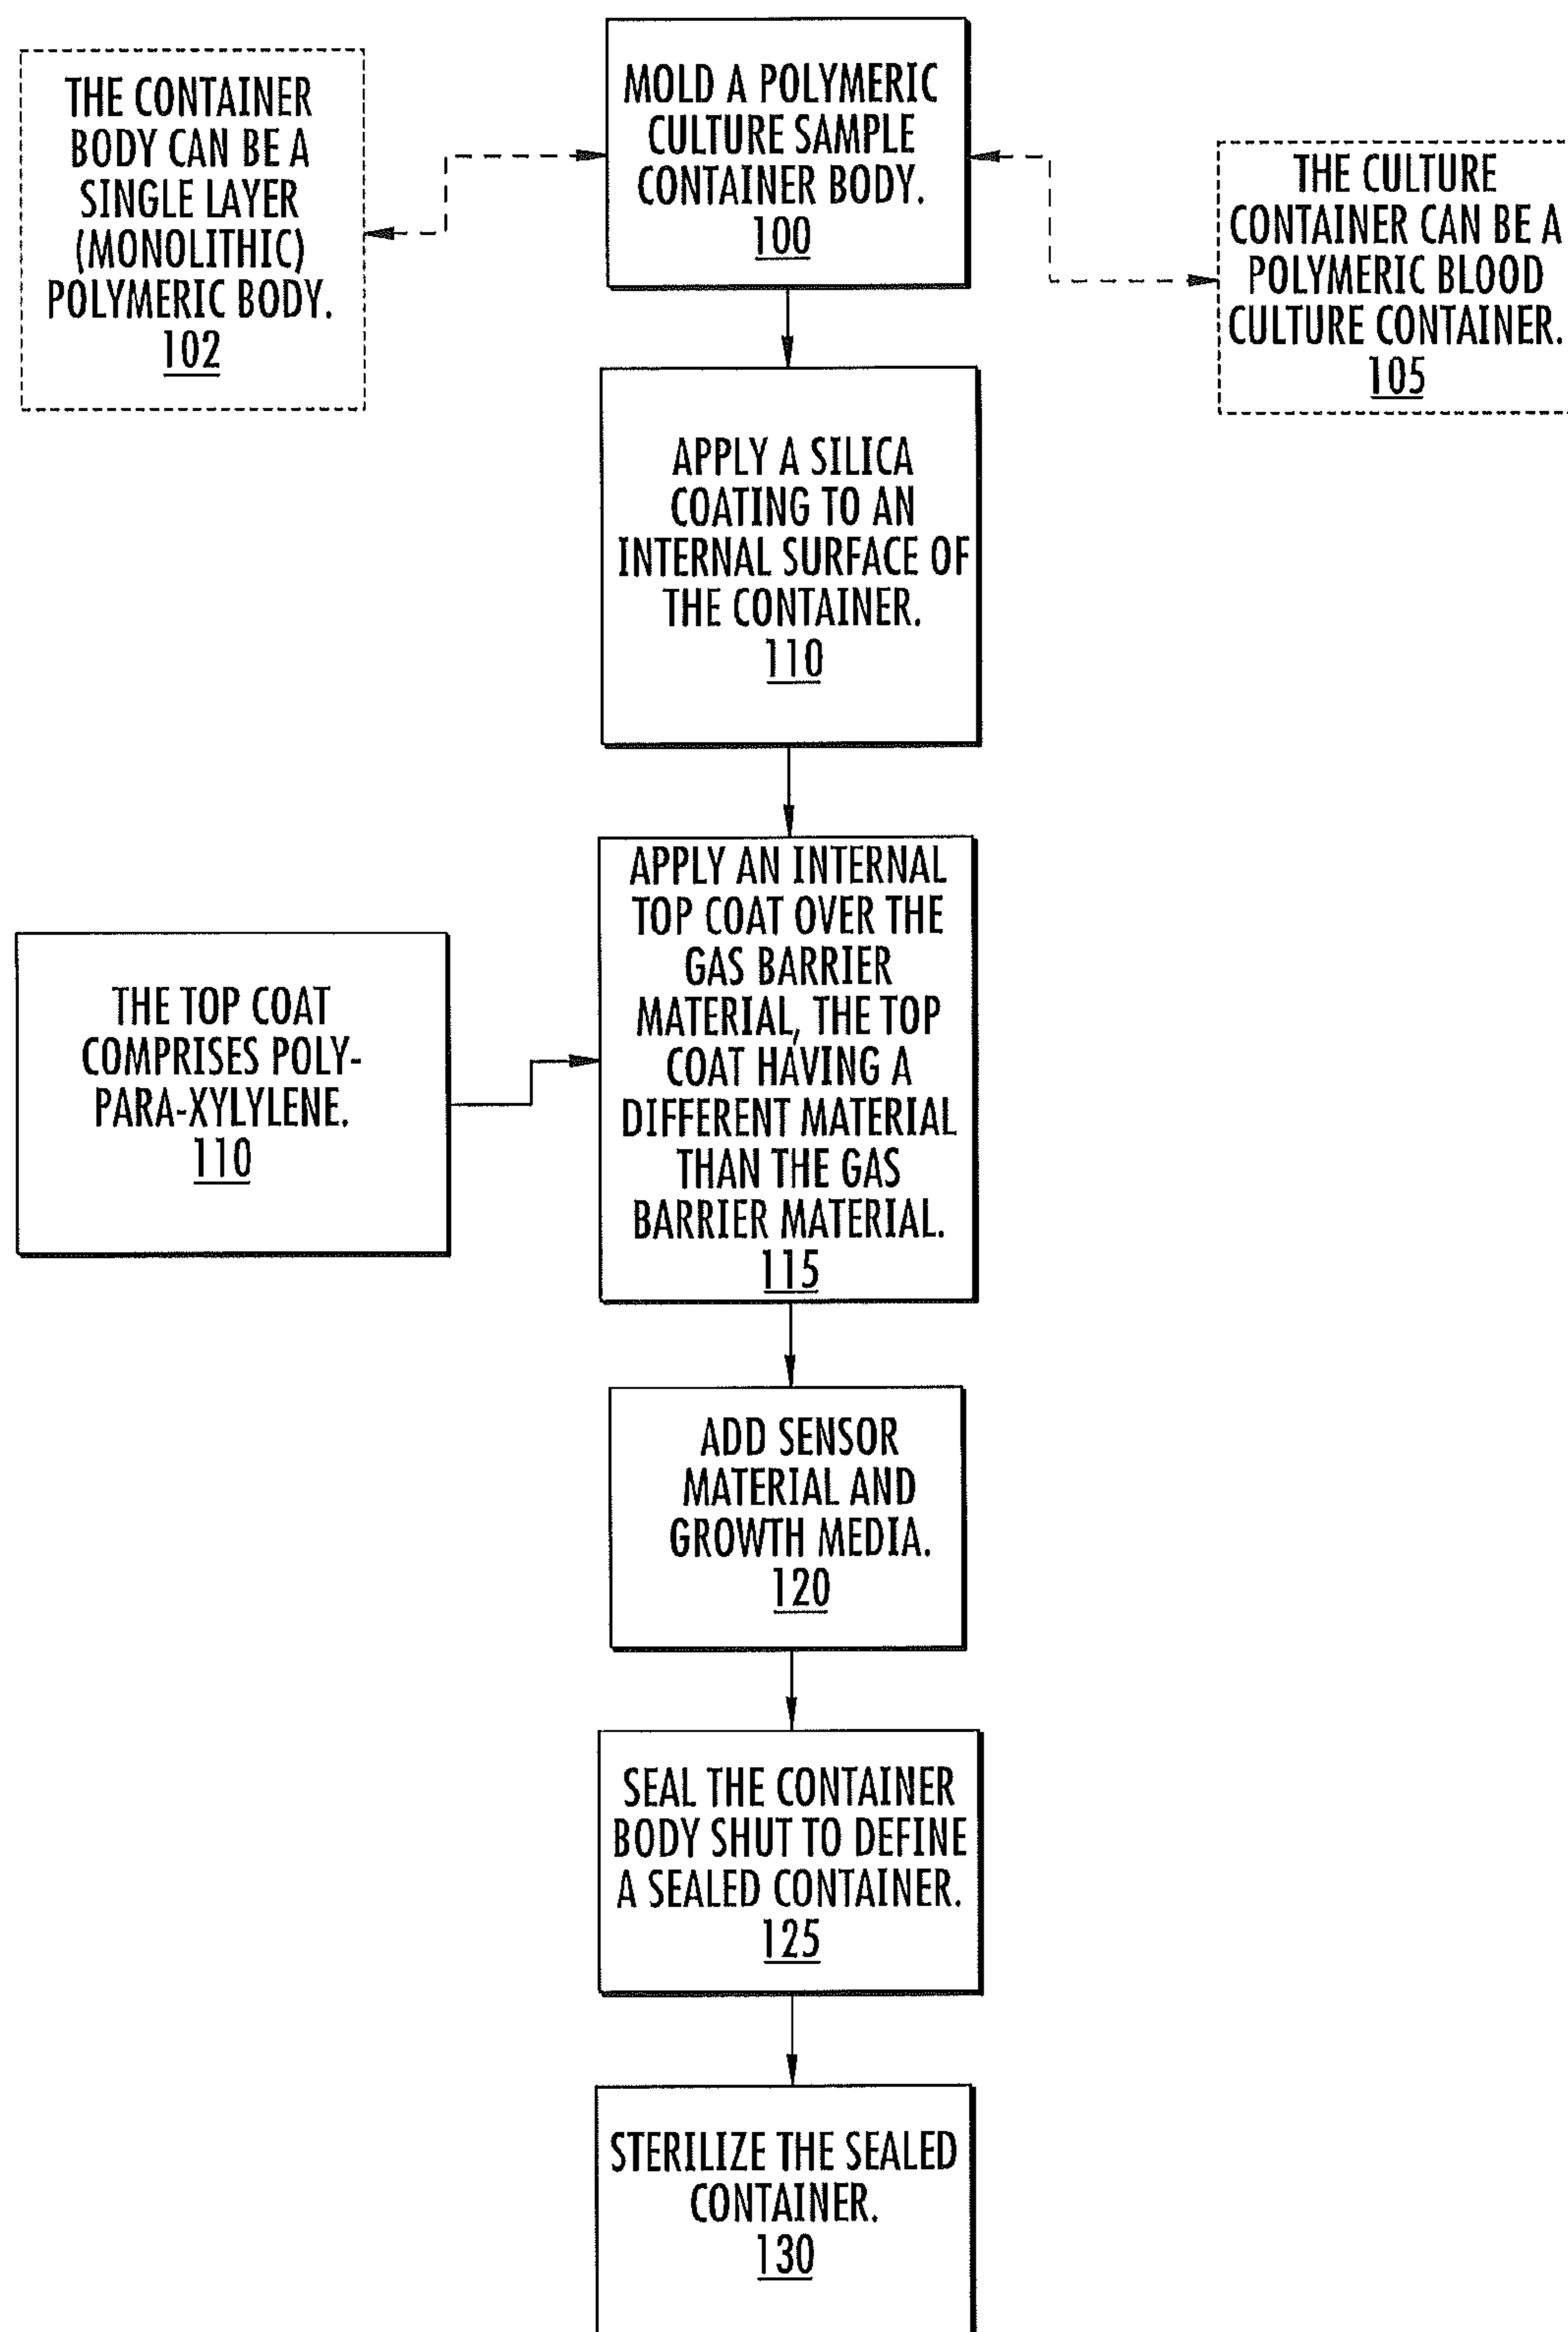 THE CONTAINER
BODY CAN BE A
SINGLE LAYER
(MONOLITHIC)
POLYMERIC BODY.
102
MOLD A POLYMERIC
CULTURE SAMPLE
CONTAINER BODY.
100
THE CULTURE
CONTAINER CAN BE A
POLYMERIC BLOOD
CULTURE CONTAINER.
105
APPLY A SILICA
COATING TO AN
INTERNAL SURFACE OF
THE CONTAINER.
110
THE TOP COAT
COMPRISES POLY-
PARA-XYLYLENE.
110
APPLY AN INTERNAL
TOP COAT OVER THE
GAS BARRIER
MATERIAL, THE TOP
COAT HAVING A
DIFFERENT MATERIAL
THAN THE GAS
BARRIER MATERIAL.
115
ADD SENSOR
MATERIAL AND
GROWTH MEDIA.
120
SEAL THE CONTAINER
BODY SHUT TO DEFINE
A SEALED CONTAINER.
125
STERILIZE THE SEALED
CONTAINER.
130